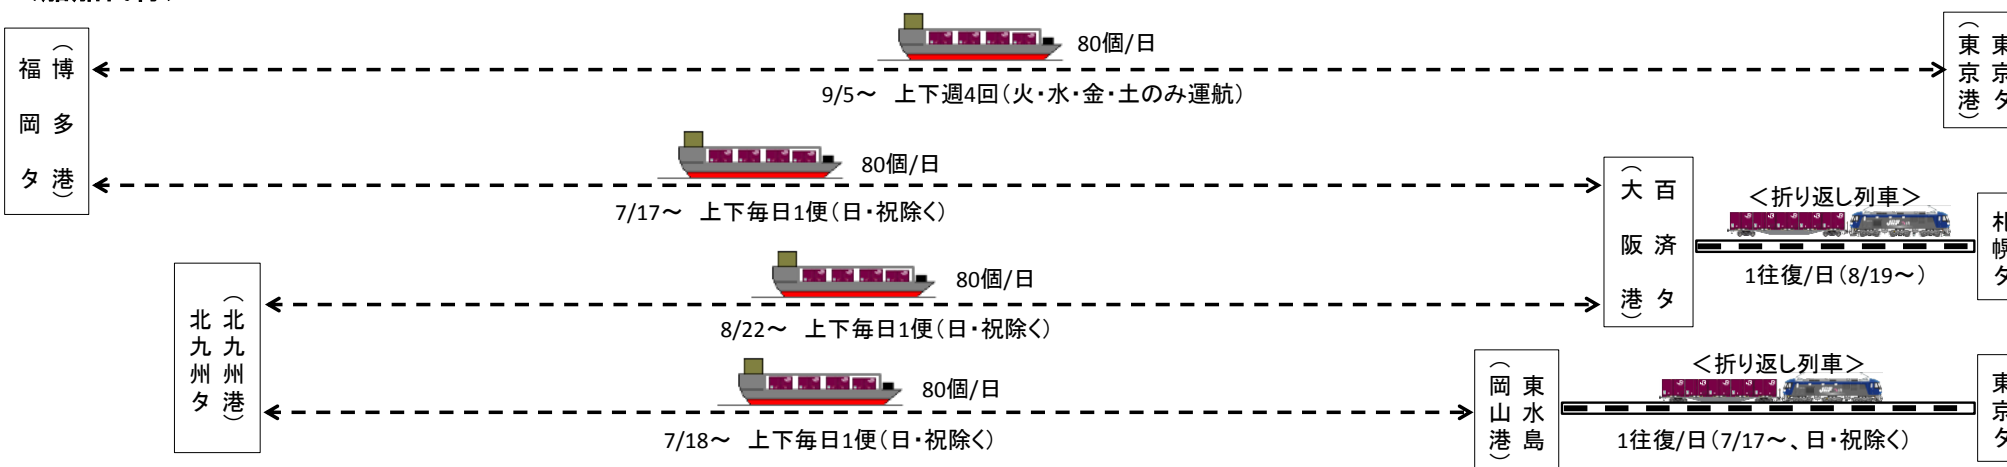 福岡タ
(博多港)
80個/日
9/5～ 上下週4回(火・水・金・土のみ運航)
東京タ
(東京港)
80個/日
7/17～ 上下毎日1便(日・祝除く)
百済タ
(大阪港)
<折り返し列車>
1往復/日(8/19～)
札幌タ
北九州タ
(北九州港)
80個/日
8/22～ 上下毎日1便(日・祝除く)
80個/日
7/18～ 上下毎日1便(日・祝除く)
東水島
(岡山港)
<折り返し列車>
1往復/日(7/17～、日・祝除く)
東京タ